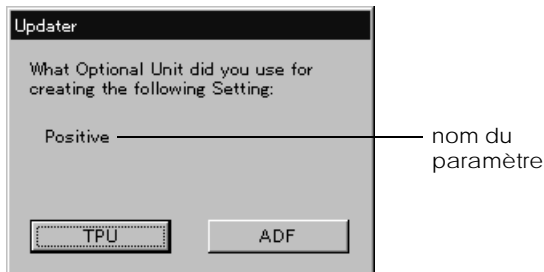 Updater
What Optional Unit did you use for
creating the following Setting:
Positive
nom du
paramètre
TPU
ADF